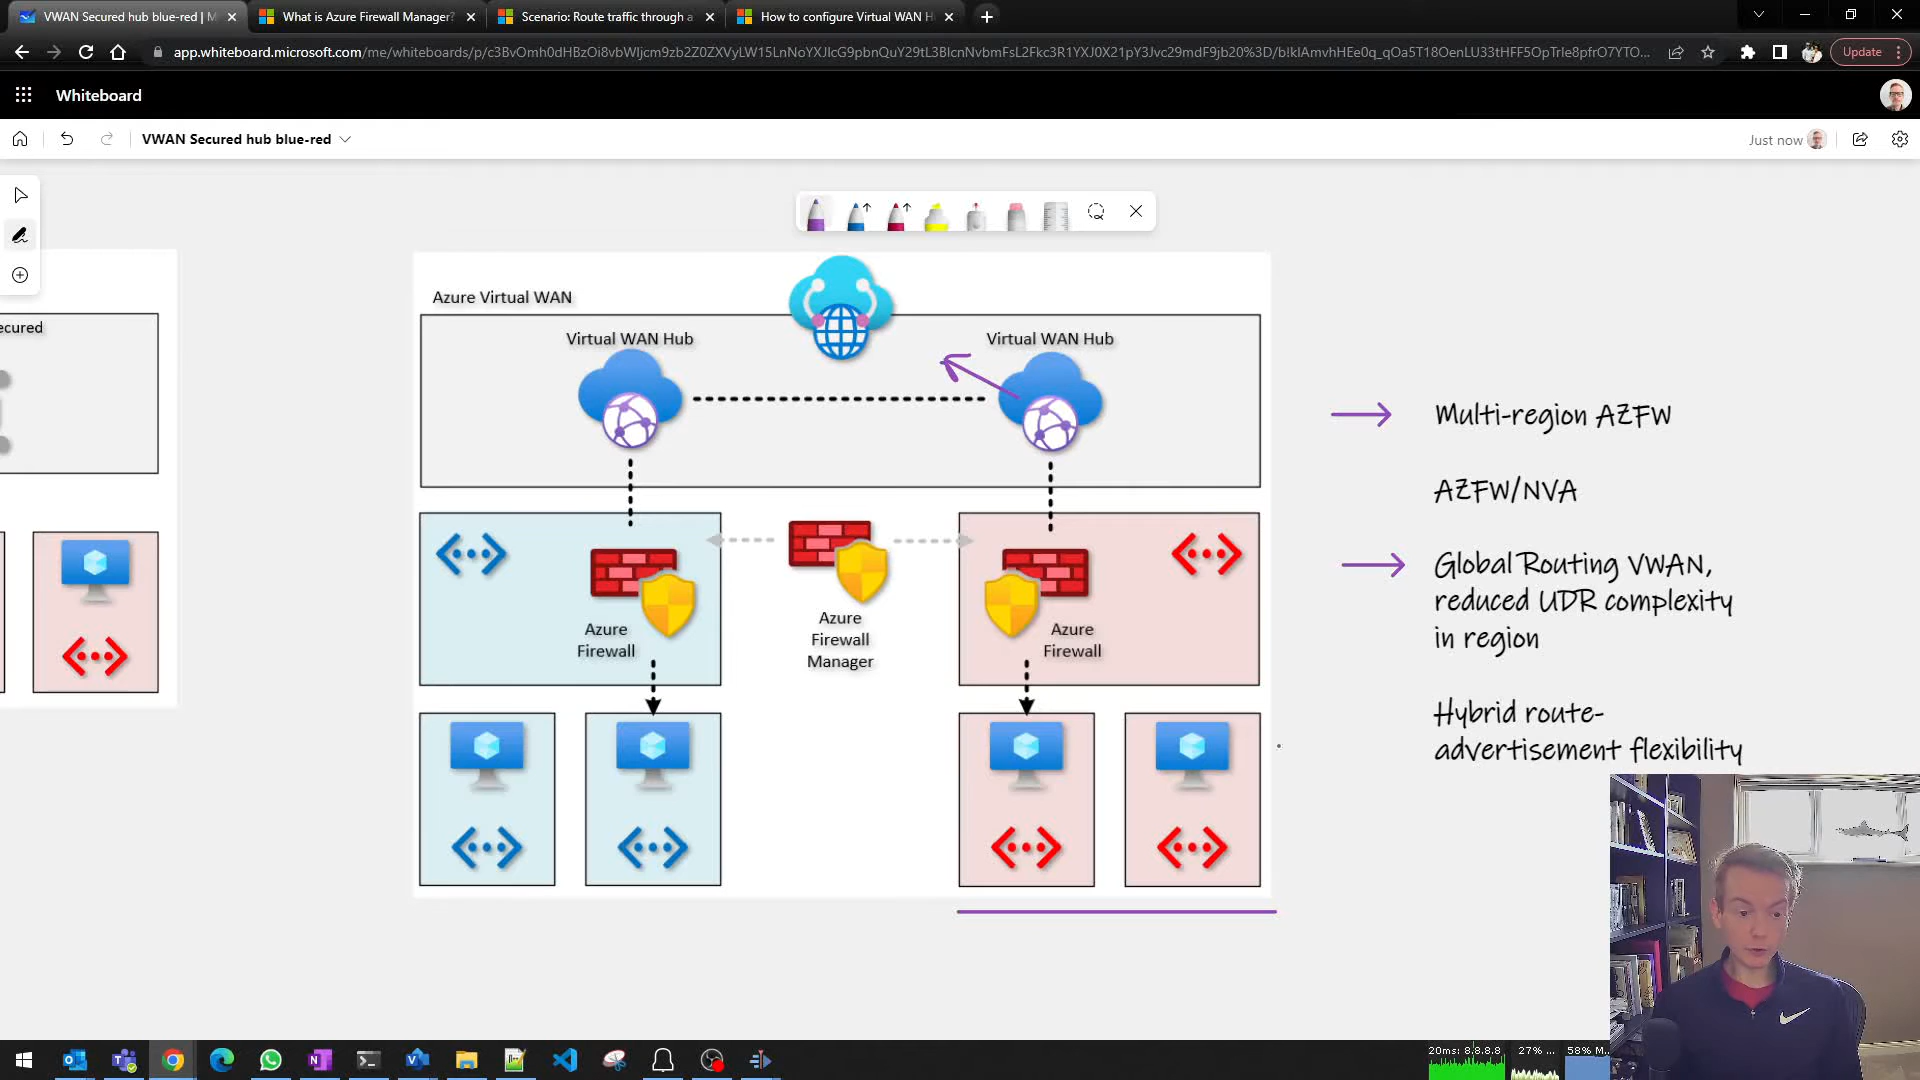 VWAN Secured hub blue-red | M
What is Azure Firewall Manager?
Scenario: Route traffic through a
How to configure Virtual WAN H
Update
Whiteboard
VWAN Secured hub blue-red
Just now
ecured
Azure Virtual WAN
Virtual WAN Hub
Virtual WAN Hub
Multi-region AZFW
AZFW/NVA
Azure
Firewall
Azure
Firewall
Manager
Azure
Firewall
Global Routing VWAN,
reduced UDR complexity
in region
Hybrid route-
advertisement flexibility
20ms: 8.8.8.8
27% ...
58% M...